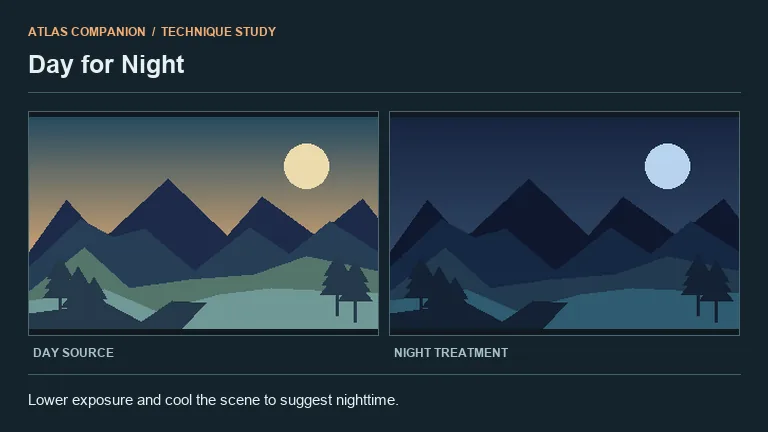 ATLAS COMPANION / TECHNIQUE STUDY
Day for Night
DAY SOURCE
NIGHT TREATMENT
Lower exposure and cool the scene to suggest nighttime.